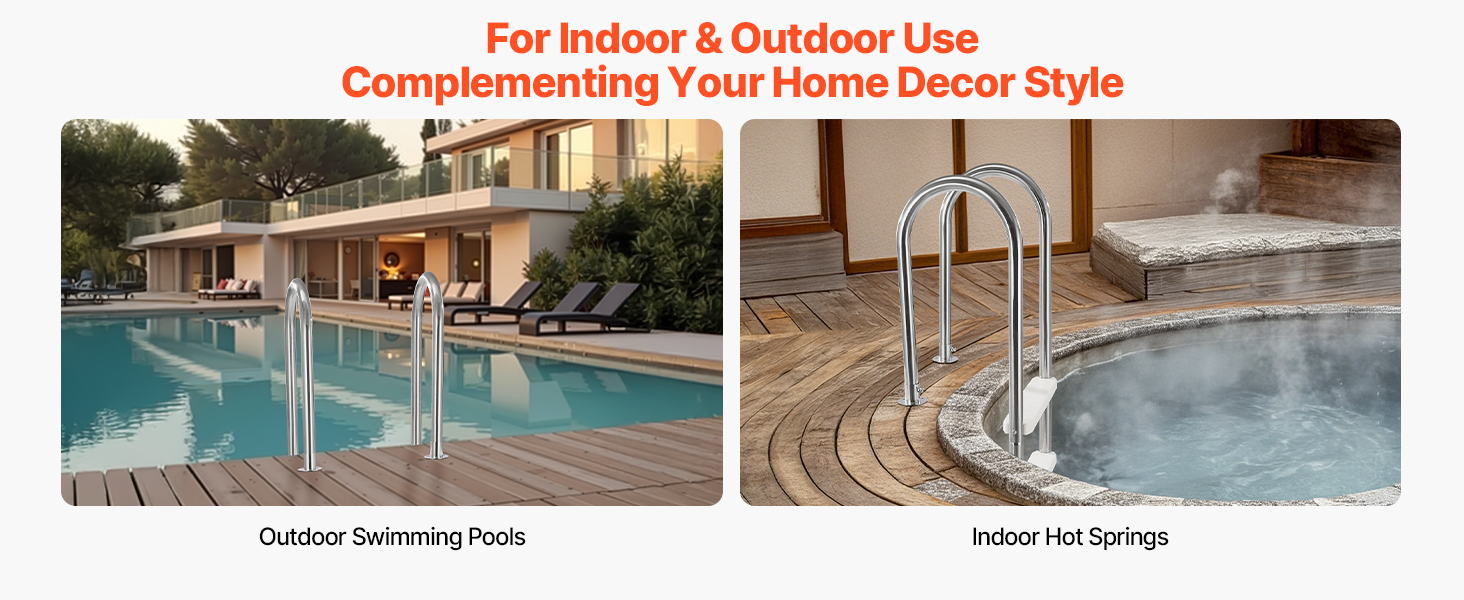 For Indoor & Outdoor Use
Complementing Your Home Decor Style
Outdoor Swimming Pools
Indoor Hot Springs